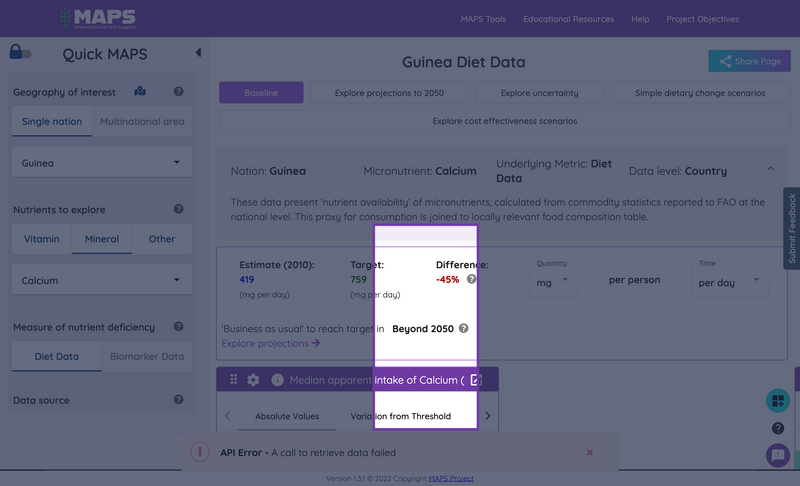 MAPS
MAPS Tools
Educational Resources
Help
Project Objectives
Quick MAPS
Guinea Diet Data
Share Page
Geography of interest
Baseline
Explore projections to 2050
Explore uncertainty
Simple dietary change scenarios
Single nation
Multinational area
Explore cost effectiveness scenarios
Guinea
Nation: Guinea
Micronutrient: Calcium
Underlying Metric: Diet
Data
Data level: Country
These data present 'nutrient availability' of micronutrients, calculated from commodity statistics reported to FAO at the
national level. This proxy for consumption is joined to locally relevant food composition table.
Nutrients to explore
Vitamin
Mineral
Other
Submit Feedback
Calcium
Estimate (2010):
419
(mg per day)
Target:
759
(mg per day)
Difference:
-45%
Quantity
mg
per person
Time
per day
Measure of nutrient deficiency
'Business as usual' to reach target in Beyond 2050
Explore projections
Diet Data
Biomarker Data
Median apparent intake of Calcium (
Data source
Absolute Values
Variation from Threshold
API Error - A call to retrieve data failed
Version 1.3.1 © 2022 Copyright MAPS Project